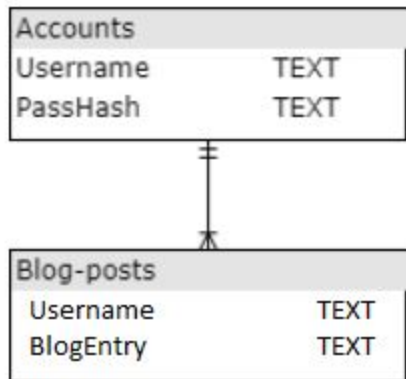 Accounts
Username TEXT
PassHash TEXT
Blog-posts
Username TEXT
BlogEntry TEXT